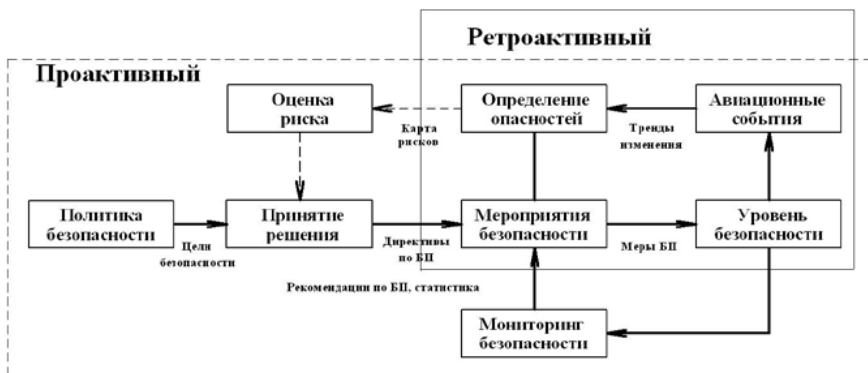 Ретроактивный
Проактивный
Оценка
риска
Карта
рисков
Определение
опасностей
Тренды
изменения
Авиационные
события
Политика
безопасности
Цели
безопасности
Принятие
решения
Директивы
по БП
Мероприятия
безопасности
Меры БП
Уровень
безопасности
Рекомендации по БП, статистика
Мониторинг
безопасности